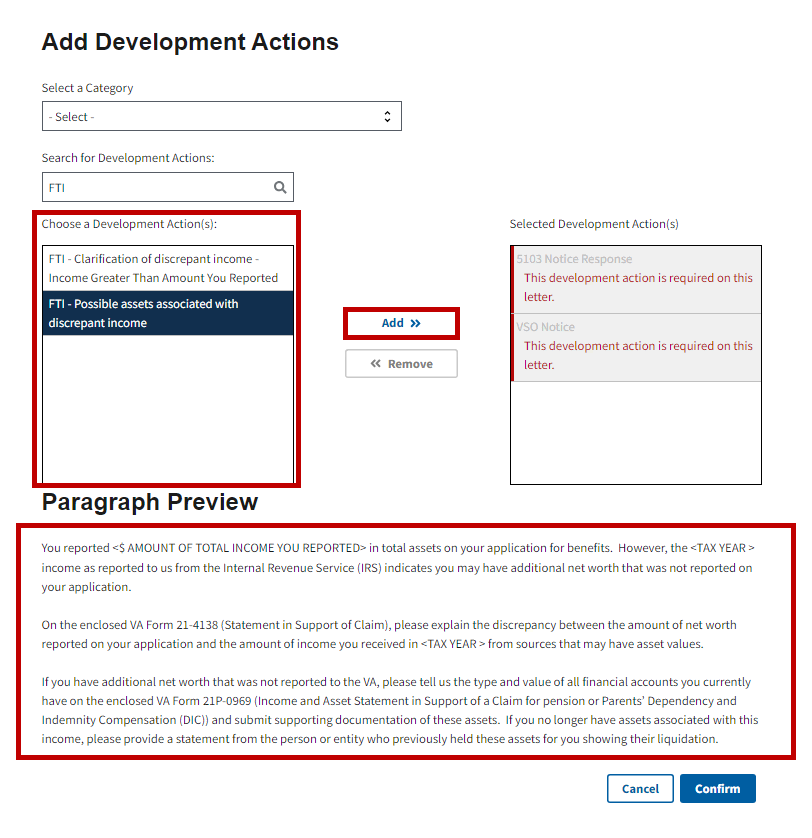 Add Development Actions
Select a Category
- Select -
Search for Development Actions:
FTI
Choose a Development Action(s):
FTI - Clarification of discrepant income -
Income Greater Than Amount You Reported
FTI - Possible assets associated with
discrepant income
Add »
« Remove
Selected Development Action(s)
5103 Notice Response
This development action is required on this
letter.
VSO Notice
This development action is required on this
letter.
Paragraph Preview
You reported <$ AMOUNT OF TOTAL INCOME YOU REPORTED> in total assets on your application for benefits.  However, the <TAX YEAR >
income as reported to us from the Internal Revenue Service (IRS) indicates you may have additional net worth that was not reported on
your application.
On the enclosed VA Form 21-4138 (Statement in Support of Claim), please explain the discrepancy between the amount of net worth
reported on your application and the amount of income you received in <TAX YEAR > from sources that may have asset values.
If you have additional net worth that was not reported to the VA, please tell us the type and value of all financial accounts you currently
have on the enclosed VA Form 21P-0969 (Income and Asset Statement in Support of a Claim for pension or Parents’ Dependency and
Indemnity Compensation (DIC)) and submit supporting documentation of these assets.  If you no longer have assets associated with this
income, please provide a statement from the person or entity who previously held these assets for you showing their liquidation.
Cancel
Confirm